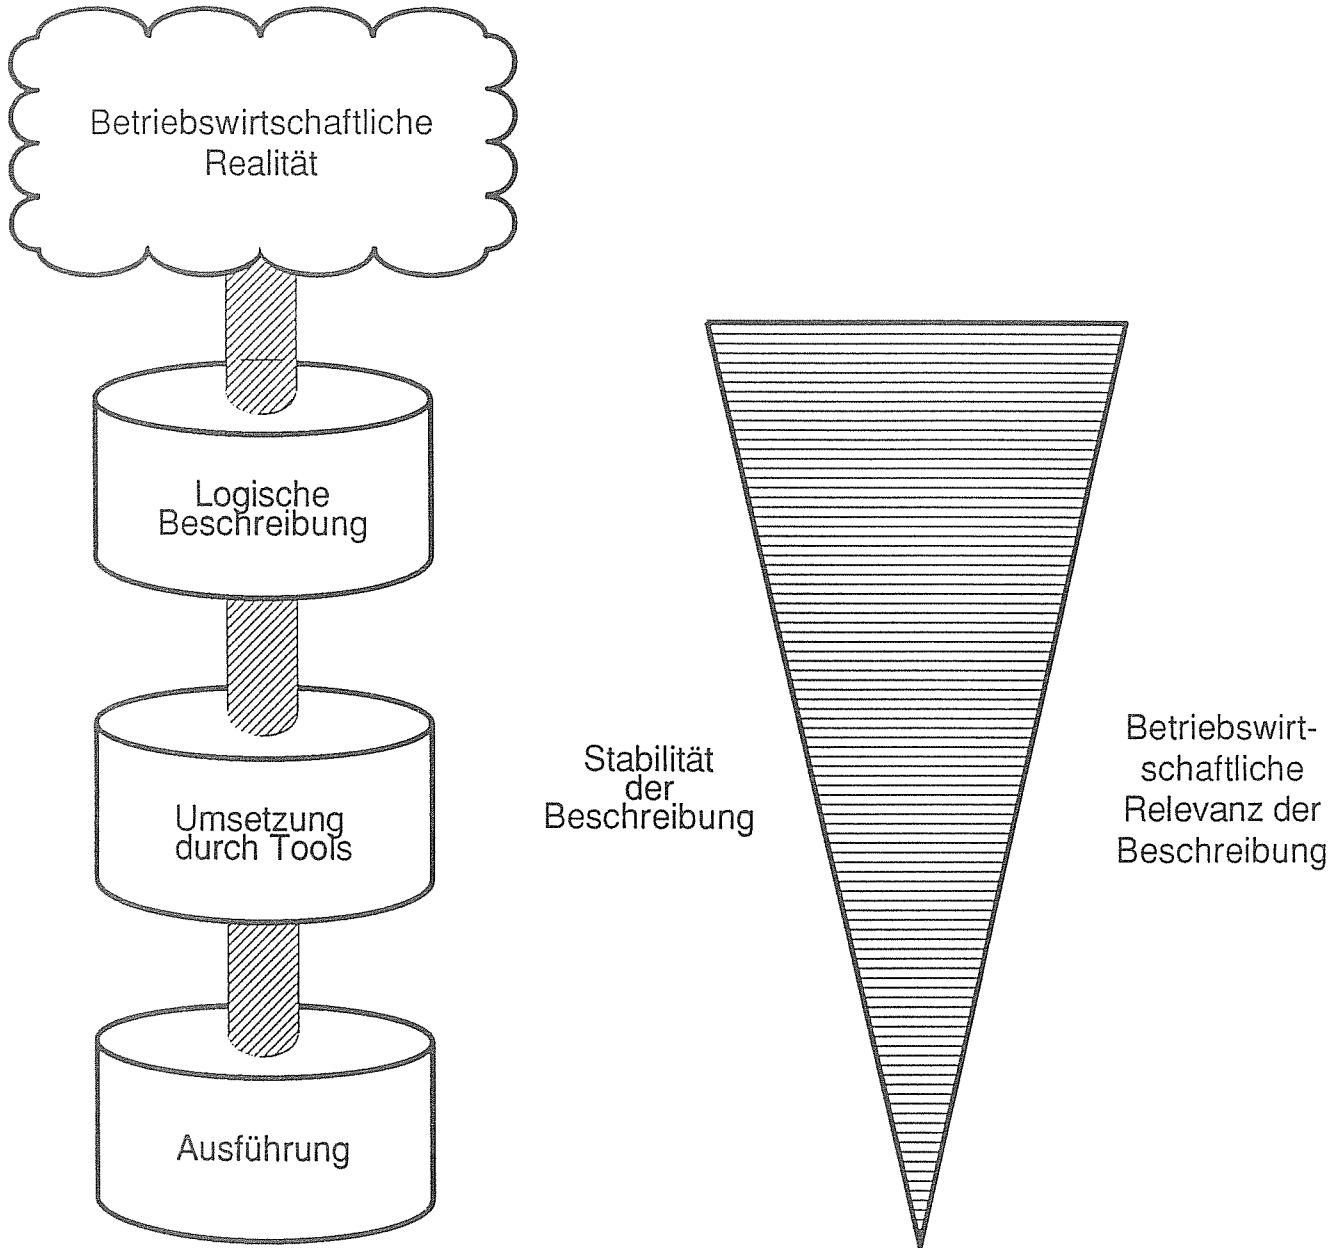 Betriebswirtschaftliche
Realität
Logische
Beschreibung
Umsetzung
durch Tools
Ausführung
Stabilität
der
Beschreibung
Betriebswirt-
schaftliche
Relevanz der
Beschreibung